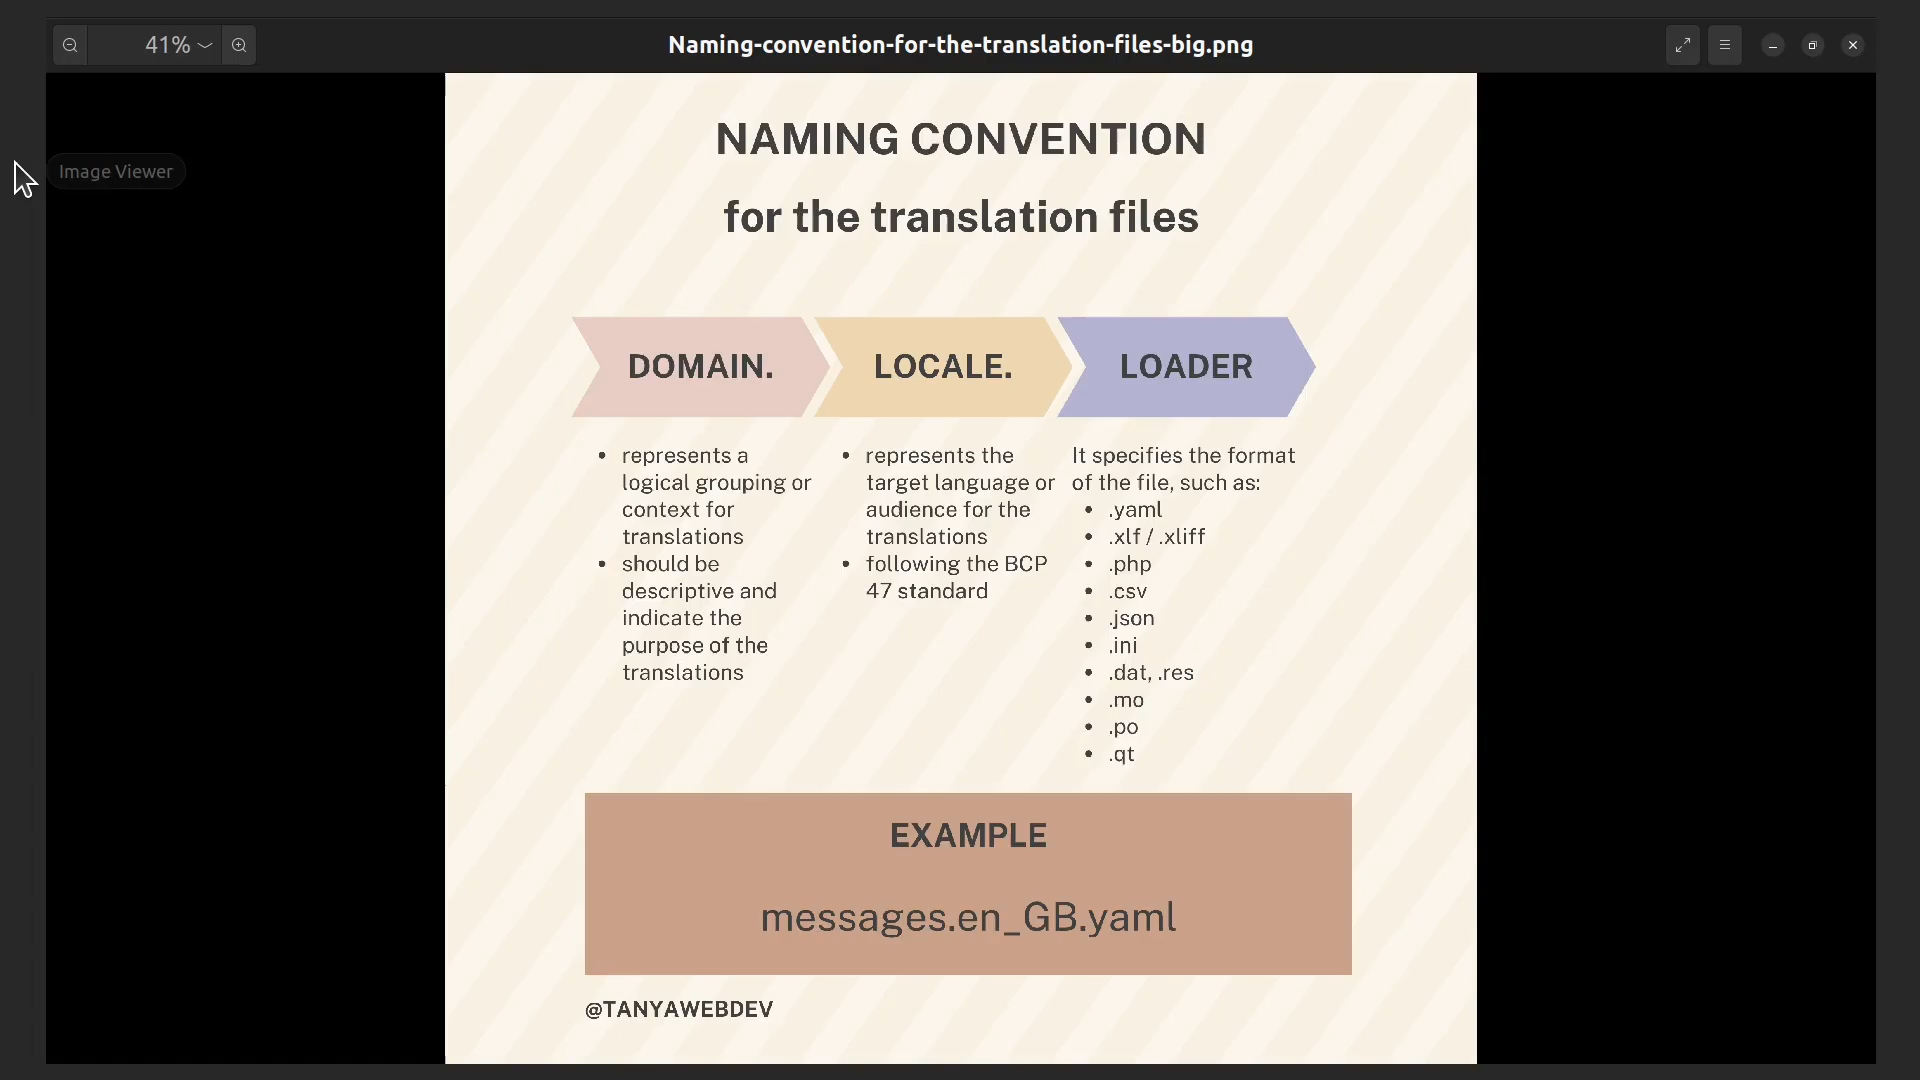 41%
Naming-convention-for-the-translation-files-big.png
Image Viewer
NAMING CONVENTION
for the translation files
DOMAIN.
LOCALE.
LOADER
• represents a
logical grouping or
context for
translations
• should be
descriptive and
indicate the
purpose of the
translations
• represents the
target language or
audience for the
translations
• following the BCP
47 standard
It specifies the format
of the file, such as:
• .yaml
• .xlf / .xliff
• .php
• .csv
• .json
• .ini
• .dat, .res
• .mo
• .po
• .qt
EXAMPLE
messages.en_GB.yaml
@TANYAWEBDEV